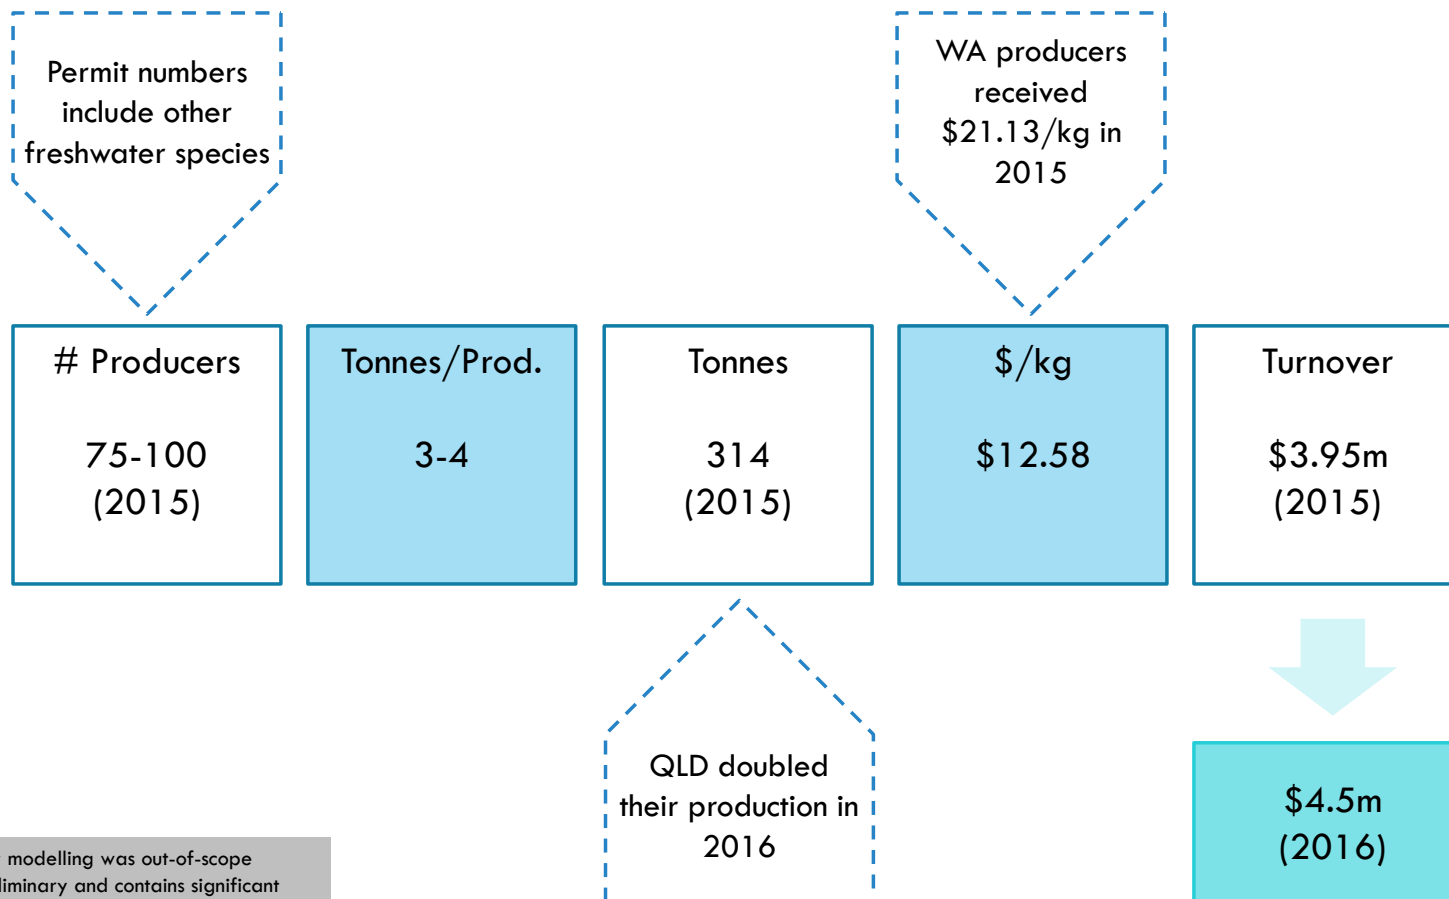 Permit numbers
include other
freshwater species
WA producers
received
$21.13/kg in
2015
# Producers
75-100
(2015)
Tonnes/Prod.
3-4
Tonnes
314
(2015)
$/kg
$12.58
Turnover
$3.95m
(2015)
QLD doubled
their production in
2016
$4.5m
(2016)
modelling was out-of-scope
and contains significant